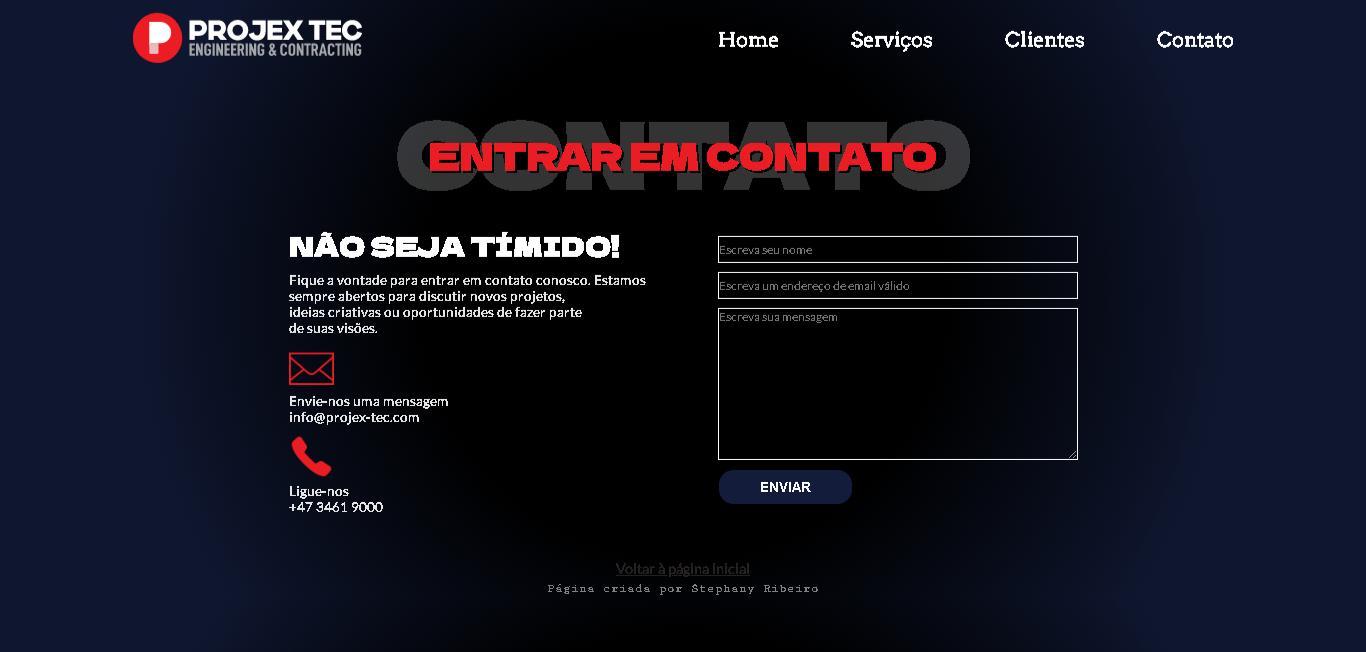 P PROJEX TEC
ENGINEERING & CONTRACTING
Home Serviços Clientes Contato
CONTATO
ENTRAR EM CONTATO
NÃO SEJA TÍMIDO!
Fique a vontade para entrar em contato conosco. Estamos
sempre abertos para discutir novos projetos,
ideias criativas ou oportunidades de fazer parte
de suas visões.
Envie-nos uma mensagem
info@projex-tec.com
Ligue-nos
+47 3461 9000
Escreva seu nome
Escreva um endereço de email válido
Escreva sua mensagem
ENVIAR
Voltar à página inicial
Página criada por Stephany Ribeiro